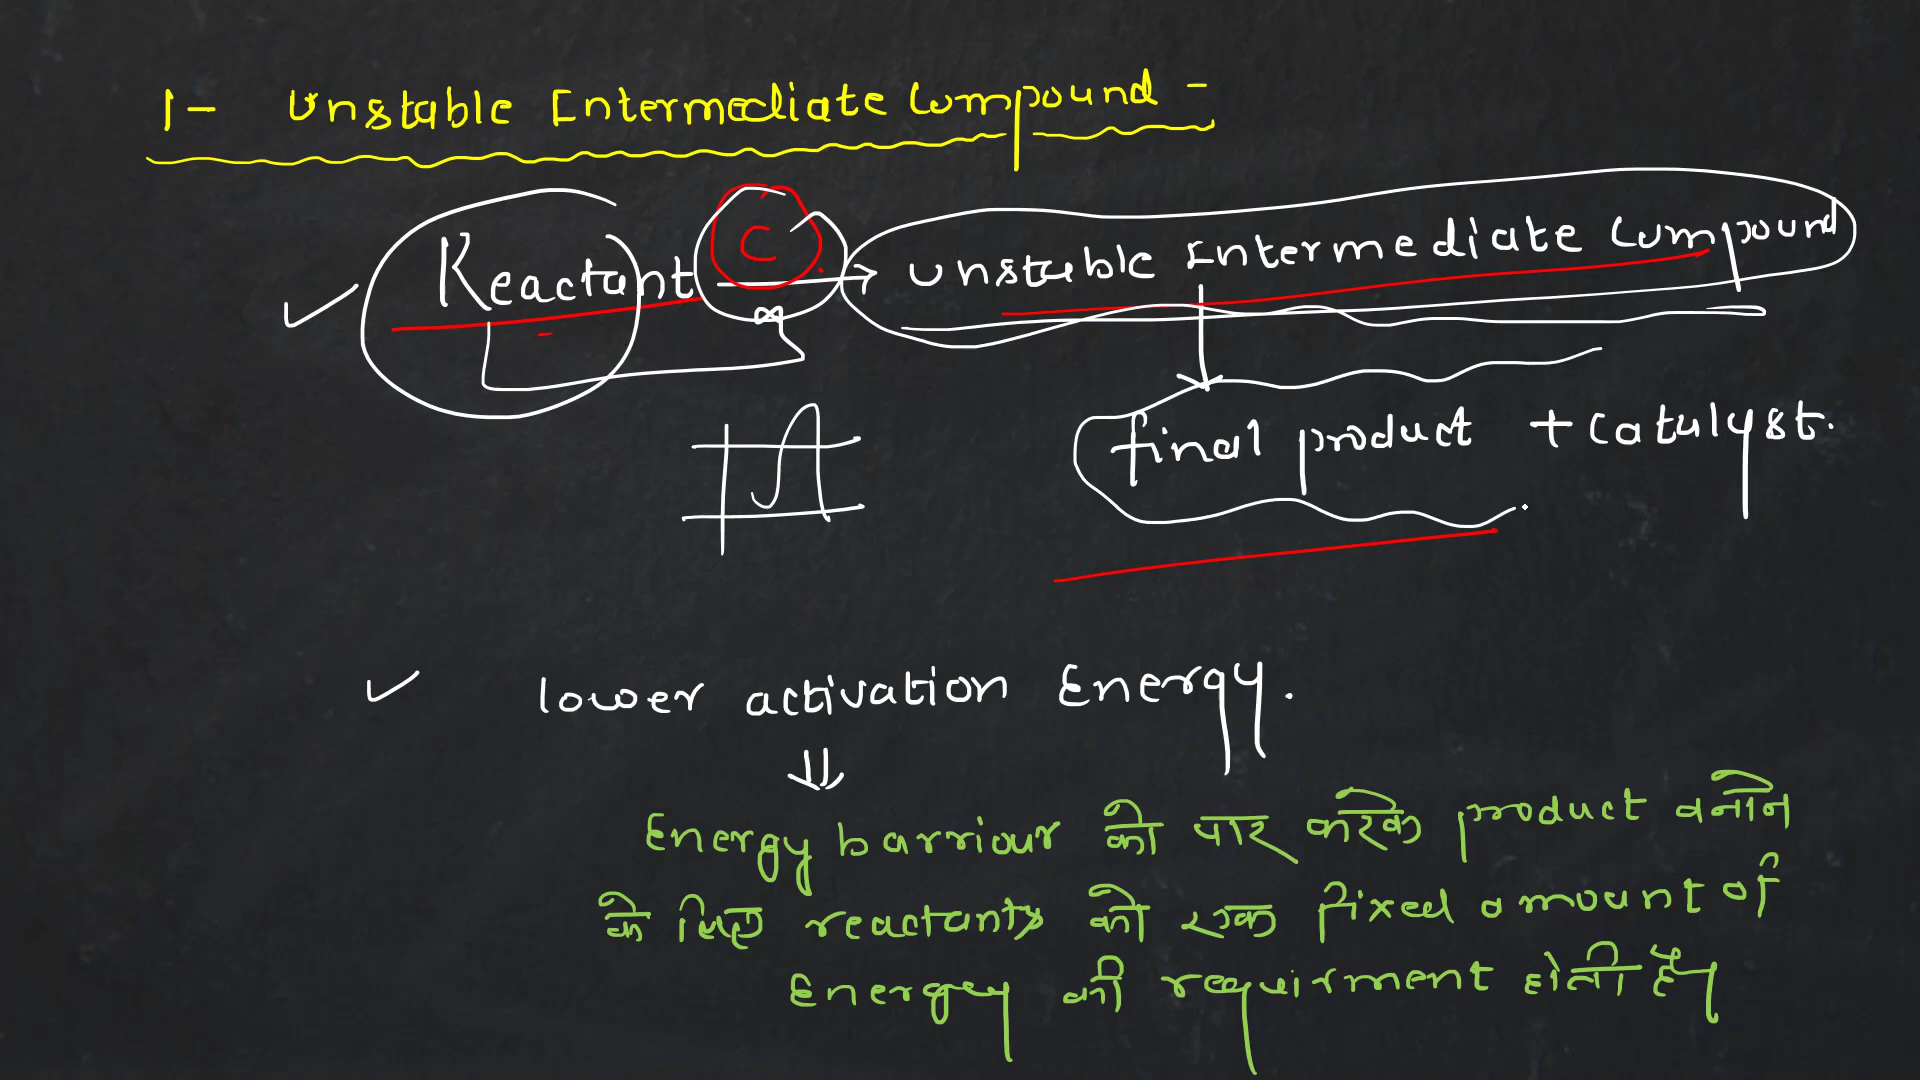 1- Unstable Intermediate Compound -
Reactant C → unstable Intermediate Compound
final product + catalyst.
lower activation Energy.
Energy barriour को पार करके product बनाने
के लिए reactants को एक fixed amount of
Energey की requirment होती है।